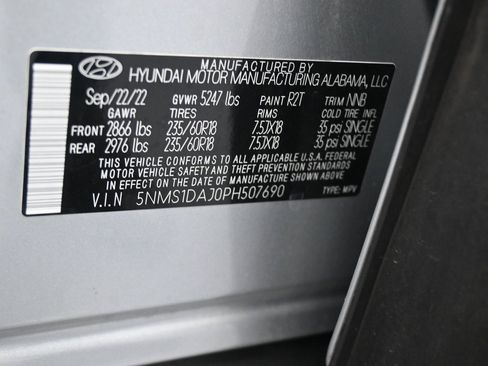 MANUFACTURED BY
HYUNDAI MOTOR MANUFACTURING ALABAMA, LLC
Sep/22/22 GVWR 5247 lbs PAINT R2T TRIM NNB
GAWR TIRES RIMS COLD TIRE INFL
FRONT 2866 lbs 235/60R18 7.5JX18 35 psi SINGLE
REAR 2976 lbs 235/60R18 7.5JX18 35 psi SINGLE
THIS VEHICLE CONFORMS TO ALL APPLICABLE U.S.A. FEDERAL
MOTOR VEHICLE SAFETY AND THEFT PREVENTION STANDARDS
IN EFFECT ON THE DATE OF MANUFACTURE SHOWN ABOVE.
V.I.N 5NMS1DAJ0PH507690 TYPE: MPV